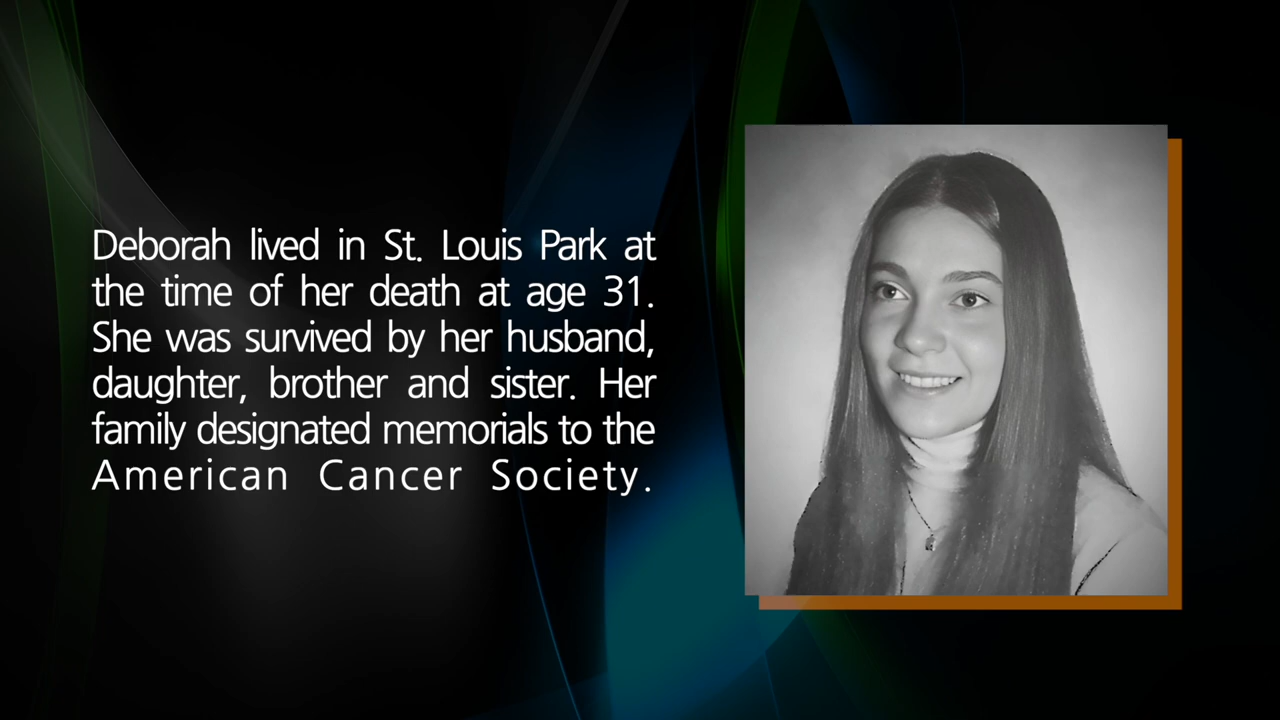 Deborah lived in St. Louis Park at
the time of her death at age 31.
She was survived by her husband,
daughter, brother and sister. Her
family designated memorials to the
American Cancer Society.